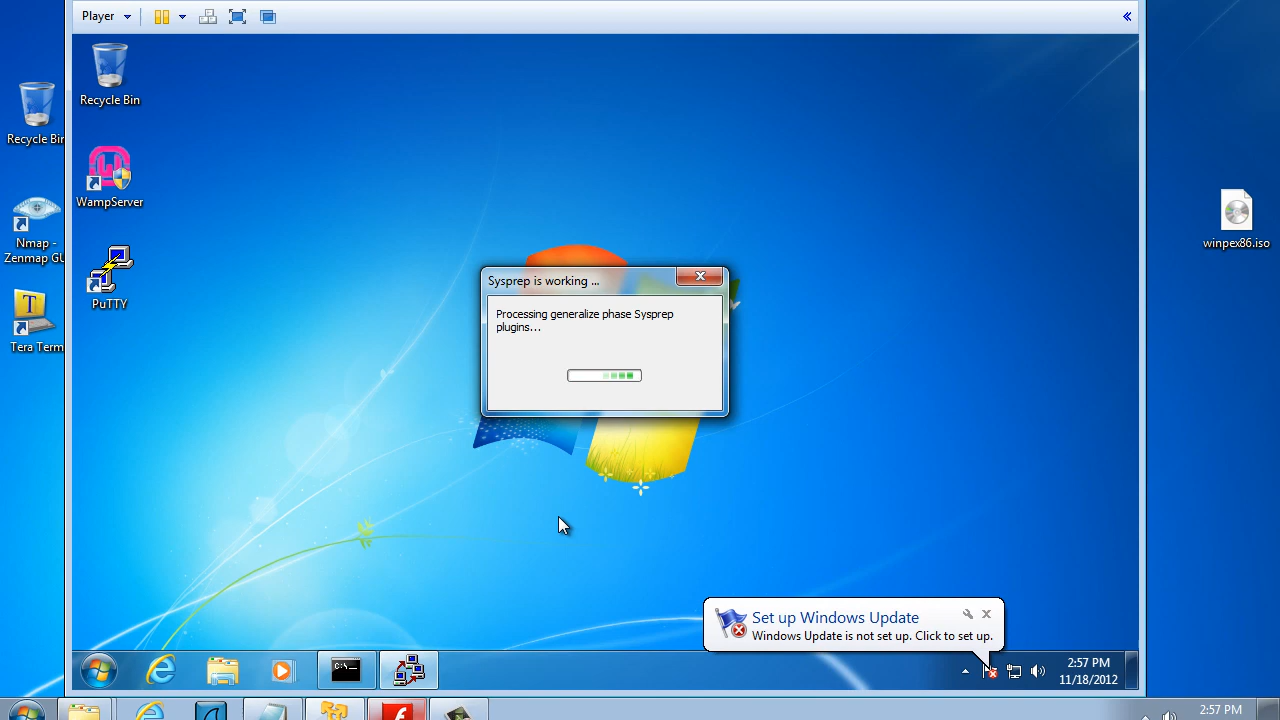 Player
Recycle Bin
WampServer
PuTTY
Recycle Bin
Nmap -
Zenmap GU
Tera Term
winpex86.iso
Sysprep is working ...
Processing generalize phase Sysprep
plugins...
Set up Windows Update
Windows Update is not set up. Click to set up.
C:\
2:57 PM
11/18/2012
2:57 PM